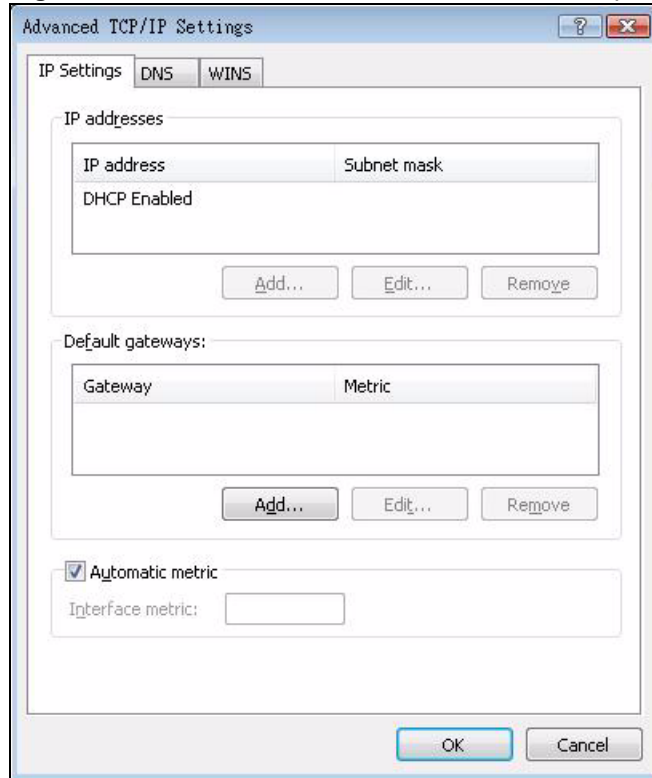 Advanced TCP/IP Settings
IP Settings DNS WINS
IP addresses
IP address Subnet mask
DHCP Enabled
Add... Edit... Remove
Default gateways:
Gateway Metric
Add... Edit... Remove
Automatic metric
Interface metric:
OK Cancel